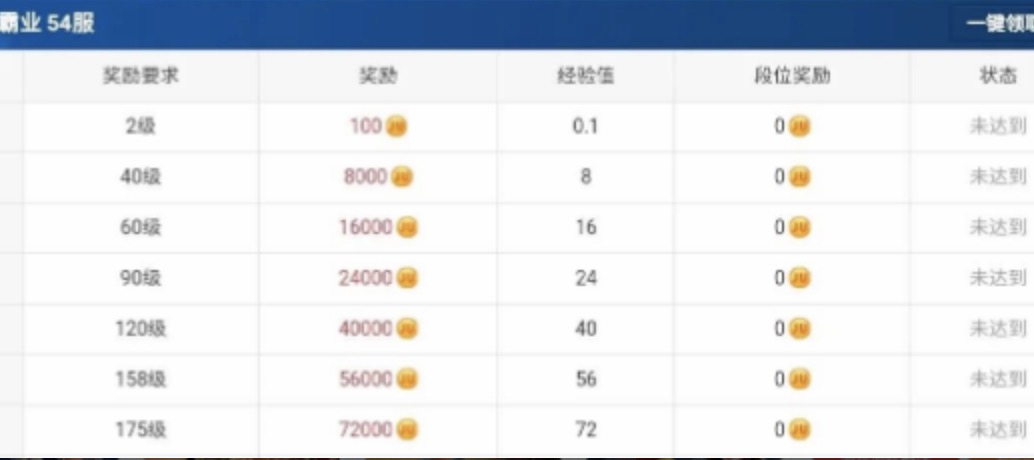 霸业 54服 一键领取
奖励要求 奖励 经验值 段位奖励 状态
2级 100 0.1 0 未达到
40级 8000 8 0 未达到
60级 16000 16 0 未达到
90级 24000 24 0 未达到
120级 40000 40 0 未达到
158级 56000 56 0 未达到
175级 72000 72 0 未达到